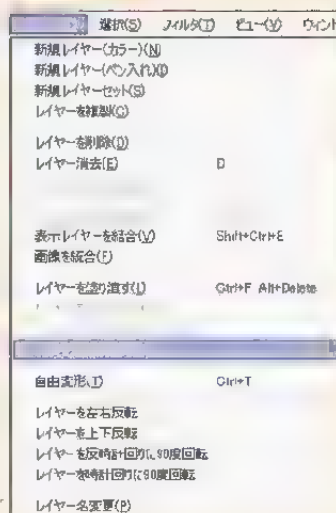 選択(S) フィルタ(T) ビュー(V) ウィント
新規レイヤー(カラー)(N)
新規レイヤー(ペン入れ)(I)
新規レイヤーセット(S)
レイヤーを複製(C)
レイヤーを削除(D)
レイヤー消去(E) D
表示レイヤーを結合(V) Shift+Ctrl+E
画像を統合(F)
レイヤーを塗り潰す(L) Ctrl+F Alt+Delete
自由変形(T) Ctrl+T
レイヤーを左右反転
レイヤーを上下反転
レイヤーを反時計回りに90度回転
レイヤーを時計回りに90度回転
レイヤー名変更(P)